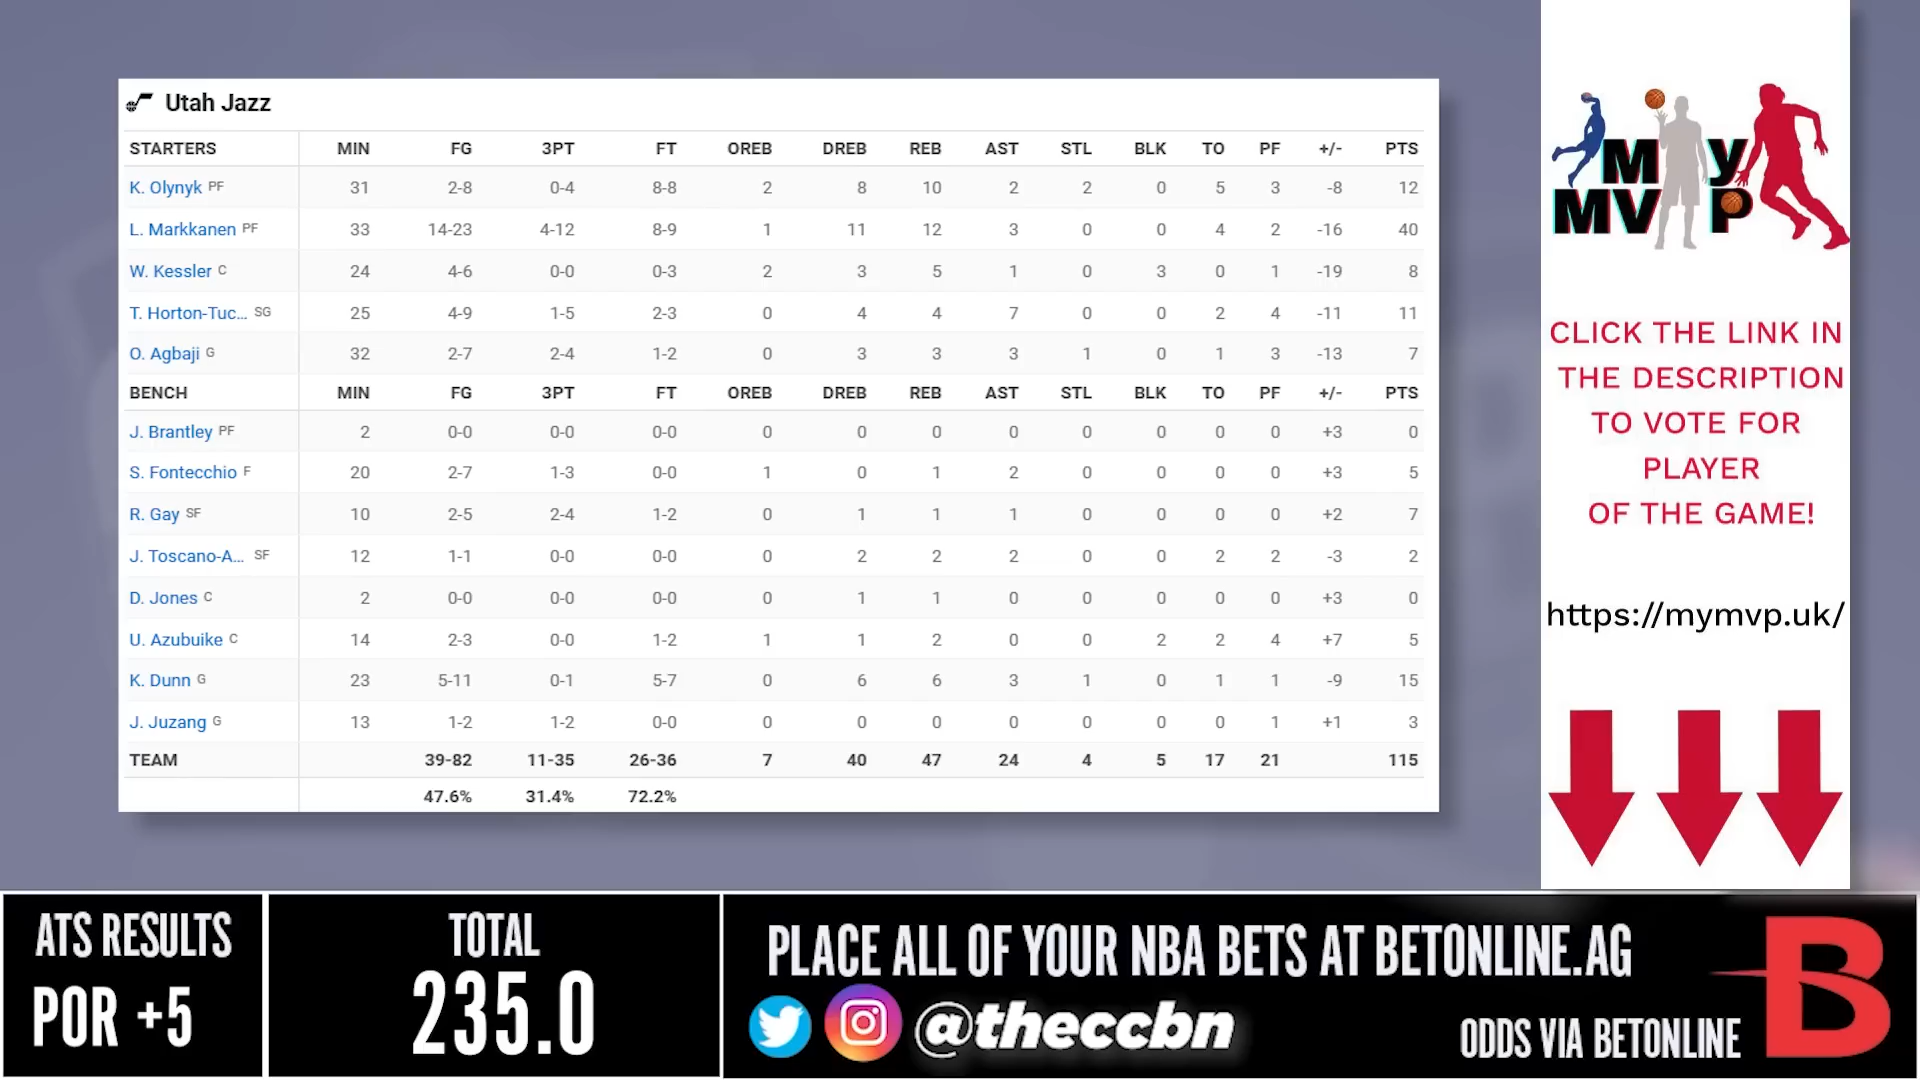 Utah Jazz
STARTERS MIN FG 3PT FT OREB DREB REB AST STL BLK TO PF +/- PTS
K. Olynyk PF 31 2-8 0-4 8-8 2 8 10 2 2 0 5 3 -8 12
L. Markkanen PF 33 14-23 4-12 8-9 1 11 12 3 0 0 4 2 -16 40
W. Kessler C 24 4-6 0-0 0-3 2 3 5 1 0 3 0 1 -19 8
T. Horton-Tuc... SG 25 4-9 1-5 2-3 0 4 4 7 0 0 2 4 -11 11
O. Agbaji G 32 2-7 2-4 1-2 0 3 3 3 1 0 1 3 -13 7
BENCH MIN FG 3PT FT OREB DREB REB AST STL BLK TO PF +/- PTS
J. Brantley PF 2 0-0 0-0 0-0 0 0 0 0 0 0 0 0 +3 0
S. Fontecchio F 20 2-7 1-3 0-0 1 0 1 2 0 0 0 0 +3 5
R. Gay SF 10 2-5 2-4 1-2 0 1 1 1 0 0 0 0 +2 7
J. Toscano-A... SF 12 1-1 0-0 0-0 0 2 2 2 0 0 2 2 -3 2
D. Jones C 2 0-0 0-0 0-0 0 1 1 0 0 0 0 0 +3 0
U. Azubuike C 14 2-3 0-0 1-2 1 1 2 0 0 2 2 4 +7 5
K. Dunn G 23 5-11 0-1 5-7 0 6 6 3 1 0 1 1 -9 15
J. Juzang G 13 1-2 1-2 0-0 0 0 0 0 0 0 0 1 +1 3
TEAM 39-82 11-35 26-36 7 40 47 24 4 5 17 21 115
47.6% 31.4% 72.2%
My
MVP
CLICK THE LINK IN
THE DESCRIPTION
TO VOTE FOR
PLAYER
OF THE GAME!
https://mymvp.uk/
ATS RESULTS
POR +5
TOTAL
235.0
PLACE ALL OF YOUR NBA BETS AT BETONLINE.AG
@theccbn
ODDS VIA BETONLINE
B